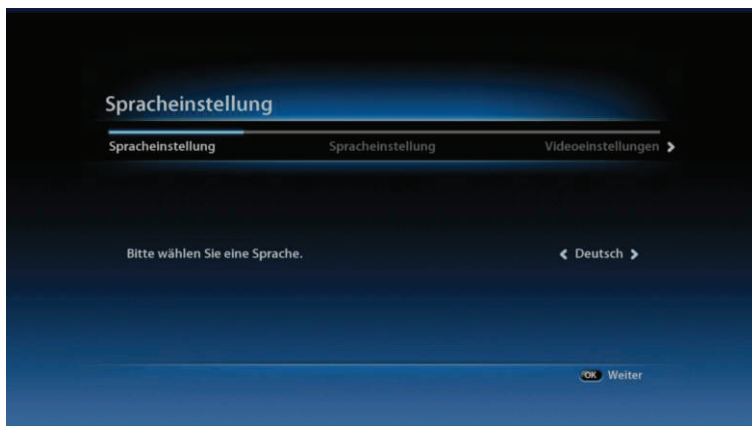 Spracheinstellung
Spracheinstellung Spracheinstellung Videoeinstellungen
Bitte wählen Sie eine Sprache. Deutsch
OK Weiter